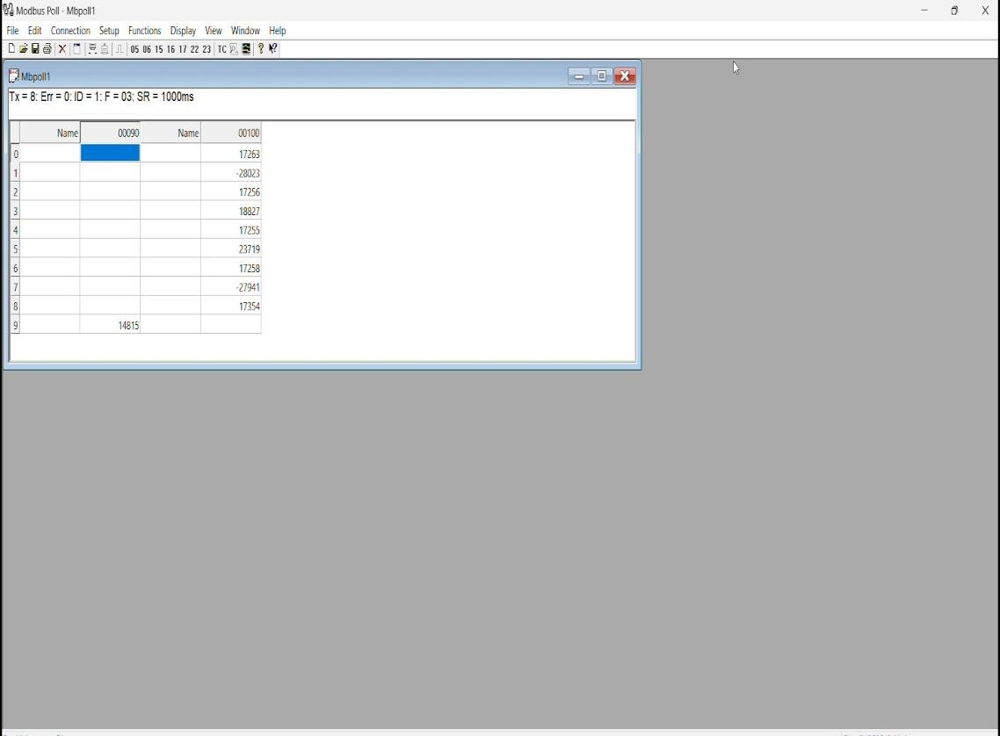 Modbus Poll - Mbpoll1
File Edit Connection Setup Functions Display View Window Help
05 06 15 16 17 22 23 TC
Mbpoll1
Tx = 8: Err = 0: ID = 1: F = 03: SR = 1000ms
Name 00090 Name 00100
0 17263
1 -28023
2 17256
3 18827
4 17255
5 23719
6 17258
7 -27941
8 17354
9 14815